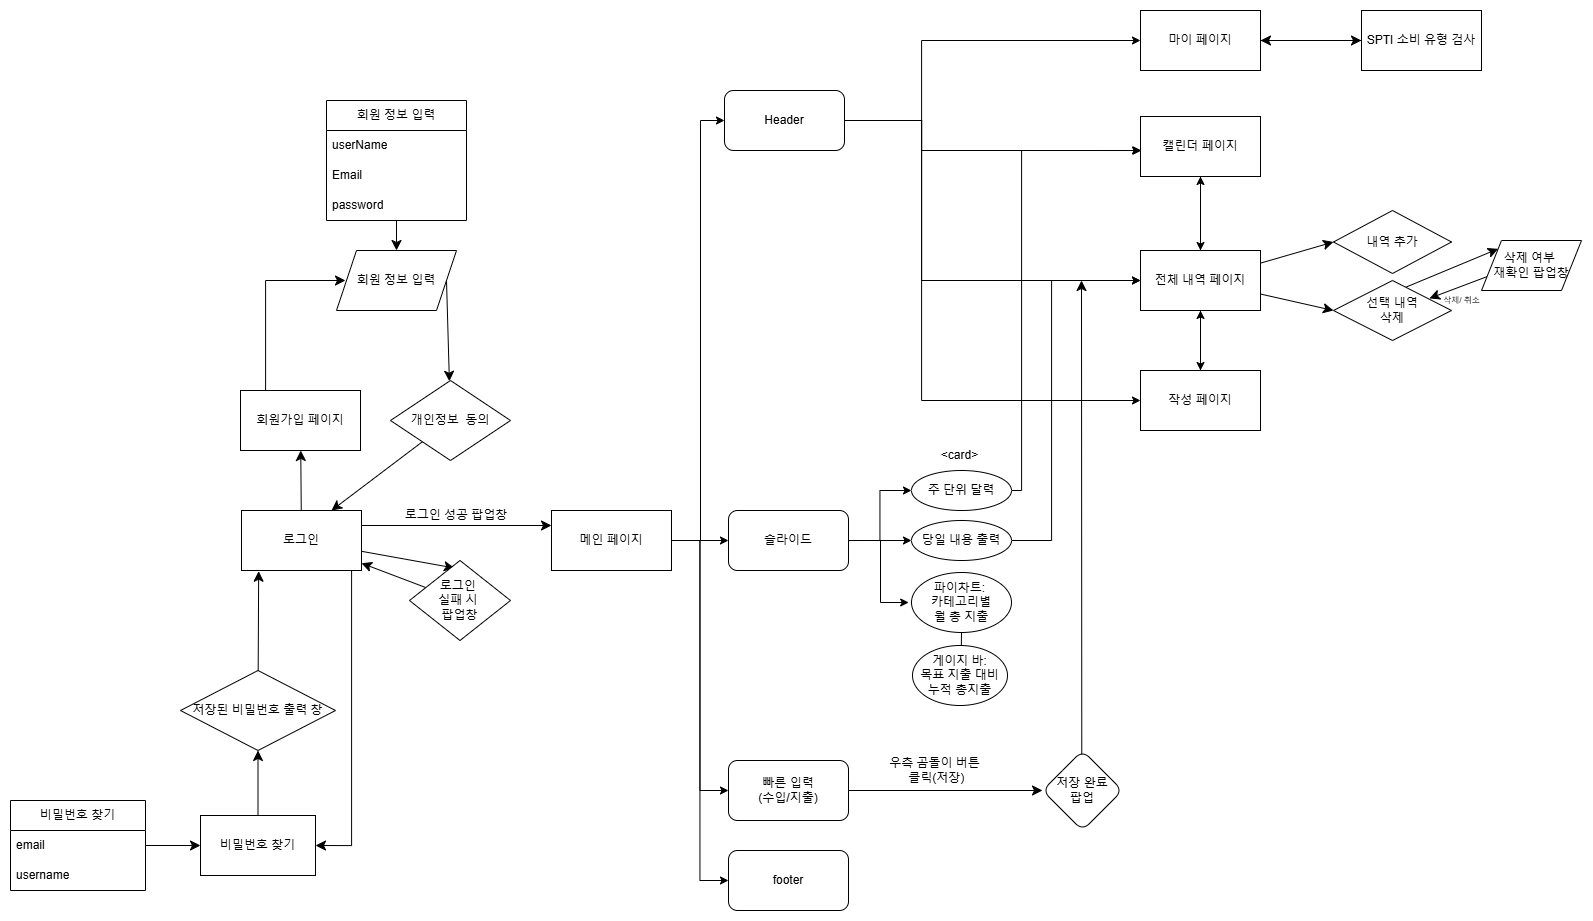 마이 페이지
SPTI 소비 유형 검사
회원 정보 입력
userName
Email
password
Header
캘린더 페이지
회원 정보 입력
전체 내역 페이지
내역 추가
삭제 여부
재확인 팝업창
선택 내역
삭제
삭제/ 취소
회원가입 페이지
개인정보  동의
작성 페이지
<card>
주 단위 달력
로그인
로그인 성공 팝업창
메인 페이지
슬라이드
당일 내용 출력
로그인
실패 시
팝업창
파이차트:
카테고리별
월 총 지출
게이지 바:
목표 지출 대비
누적 총지출
저장된 비밀번호 출력 창
빠른 입력
(수입/지출)
우측 곰돌이 버튼
클릭(저장)
저장 완료
팝업
비밀번호 찾기
email
username
비밀번호 찾기
footer